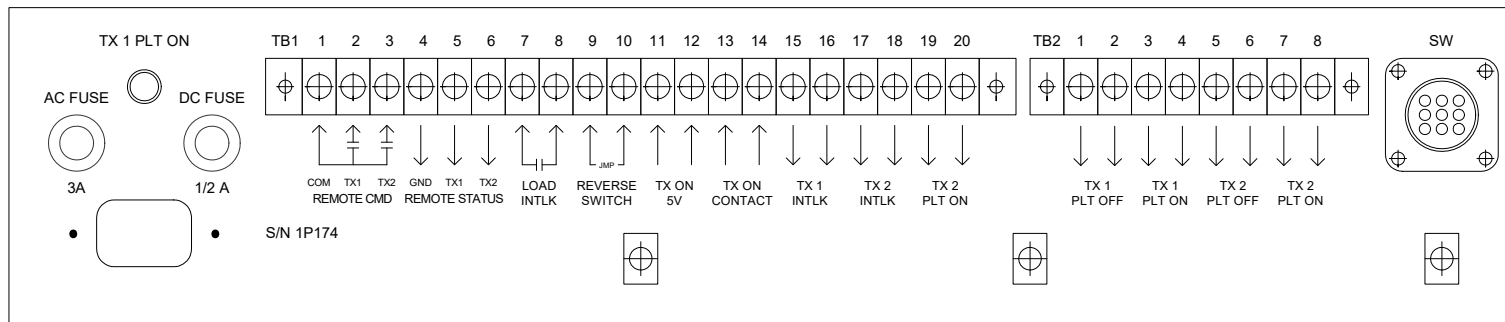 TX 1 PLT ON
TB1 1 2 3 4 5 6 7 8 9 10 11 12 13 14 15 16 17 18 19 20
TB2 1 2 3 4 5 6 7 8
SW
AC FUSE
DC FUSE
3A
1/2 A
JMP
COM TX1 TX2
REMOTE CMD
GND TX1 TX2
REMOTE STATUS
LOAD
INTLK
REVERSE
SWITCH
TX ON
5V
TX ON
CONTACT
TX 1
INTLK
TX 2
INTLK
TX 2
PLT ON
TX 1
PLT OFF
TX 1
PLT ON
TX 2
PLT OFF
TX 2
PLT ON
S/N 1P174